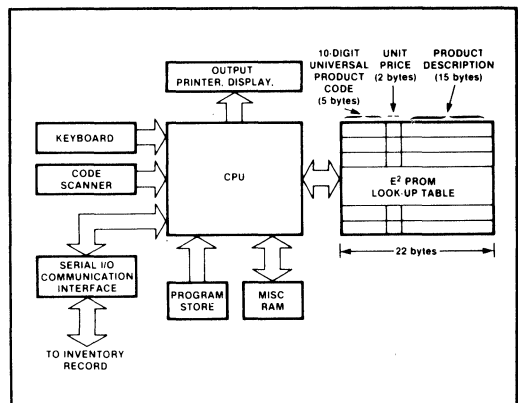 OUTPUT
PRINTER, DISPLAY.
10-DIGIT
UNIVERSAL
PRODUCT
CODE
(5 bytes)
UNIT
PRICE
(2 bytes)
PRODUCT
DESCRIPTION
(15 bytes)
KEYBOARD
CODE
SCANNER
CPU
E² PROM
LOOK-UP TABLE
22 bytes
SERIAL I/O
COMMUNICATION
INTERFACE
PROGRAM
STORE
MISC
RAM
TO INVENTORY
RECORD